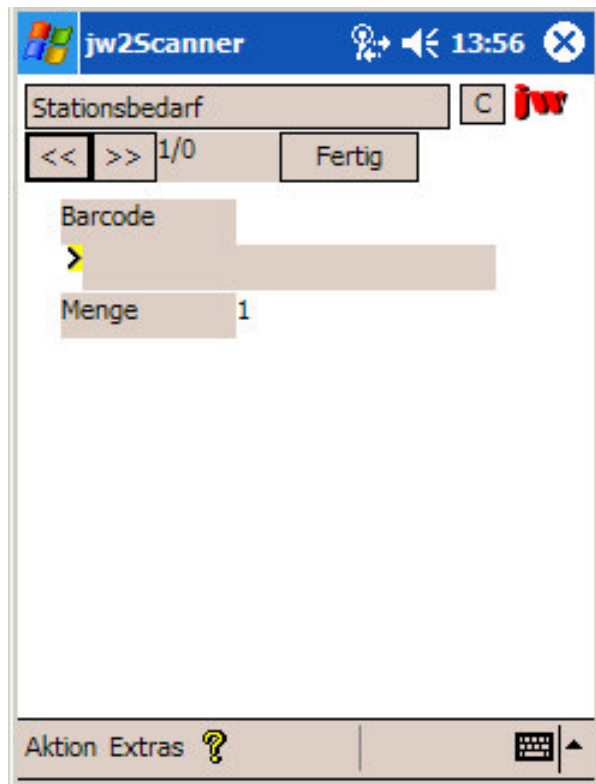 jw2Scanner 13:56
Stationsbedarf C jw
<< >> 1/0 Fertig
Barcode
>
Menge 1
Aktion Extras ?